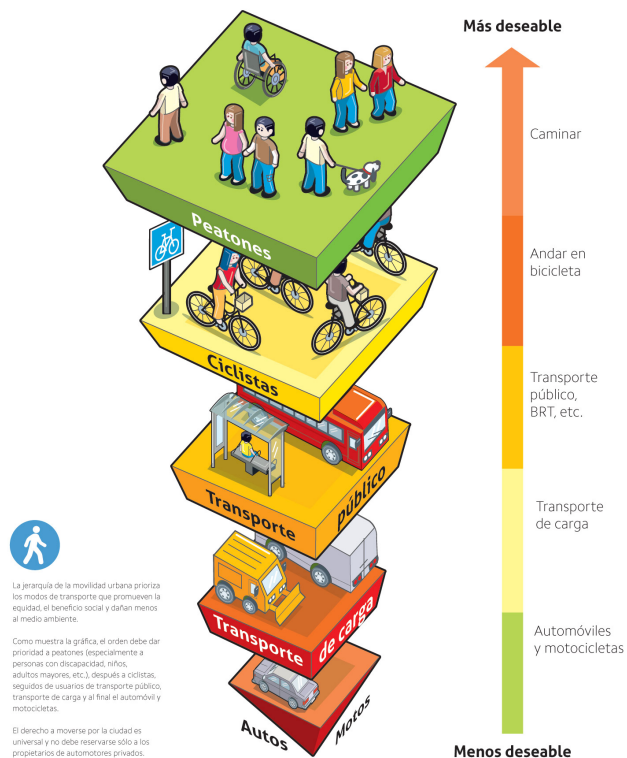 Más deseable
Caminar
Peatones
Andar en
bicicleta
Ciclistas
Transporte
público,
BRT, etc.
Transporte público
Transporte
de carga
Transporte de carga
Automóviles
y motocicletas
Autos Motos
Menos deseable
La jerarquía de la movilidad urbana prioriza
los modos de transporte que promueven la
equidad, el beneficio social y dañan menos
al medio ambiente.
Como muestra la gráfica, el orden debe dar
prioridad a peatones (especialmente a
personas con discapacidad, niños,
adultos mayores, etc.), después a ciclistas,
seguidos de usuarios de transporte público,
transporte de carga y al final el automóvil y
motocicletas.
El derecho a moverse por la ciudad es
universal y no debe reservarse sólo a los
propietarios de automotores privados.